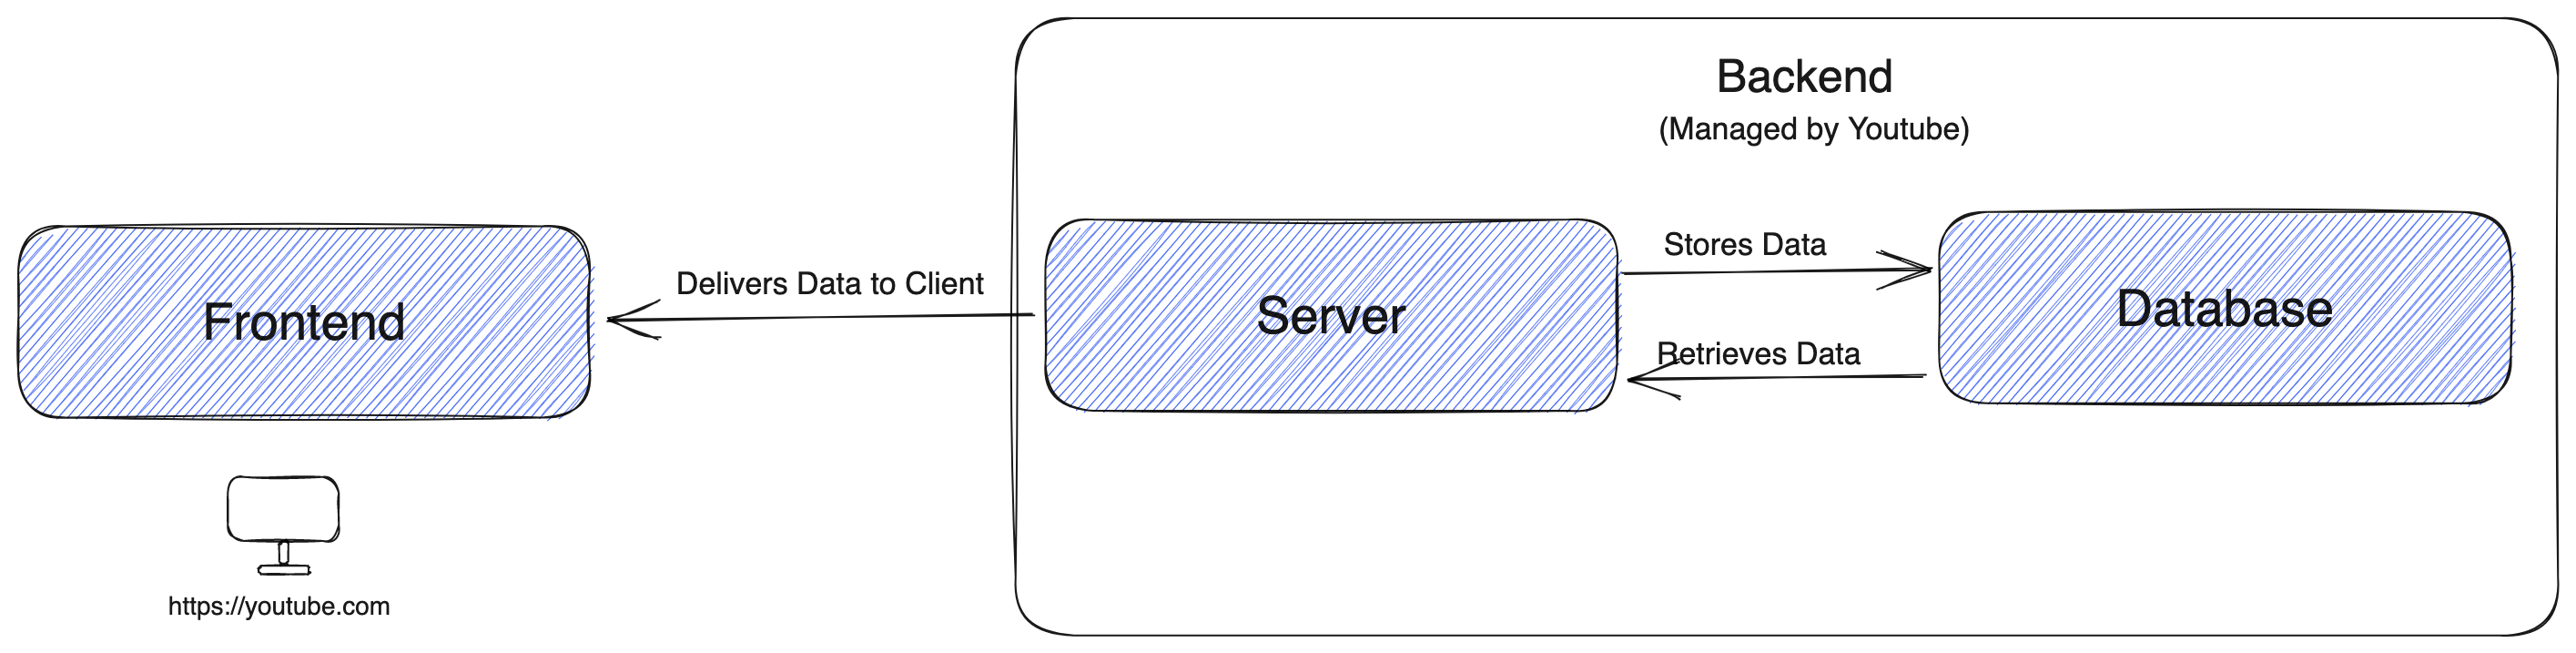 Backend
(Managed by Youtube)
Frontend
Delivers Data to Client
Server
Stores Data
Retrieves Data
Database
https://youtube.com